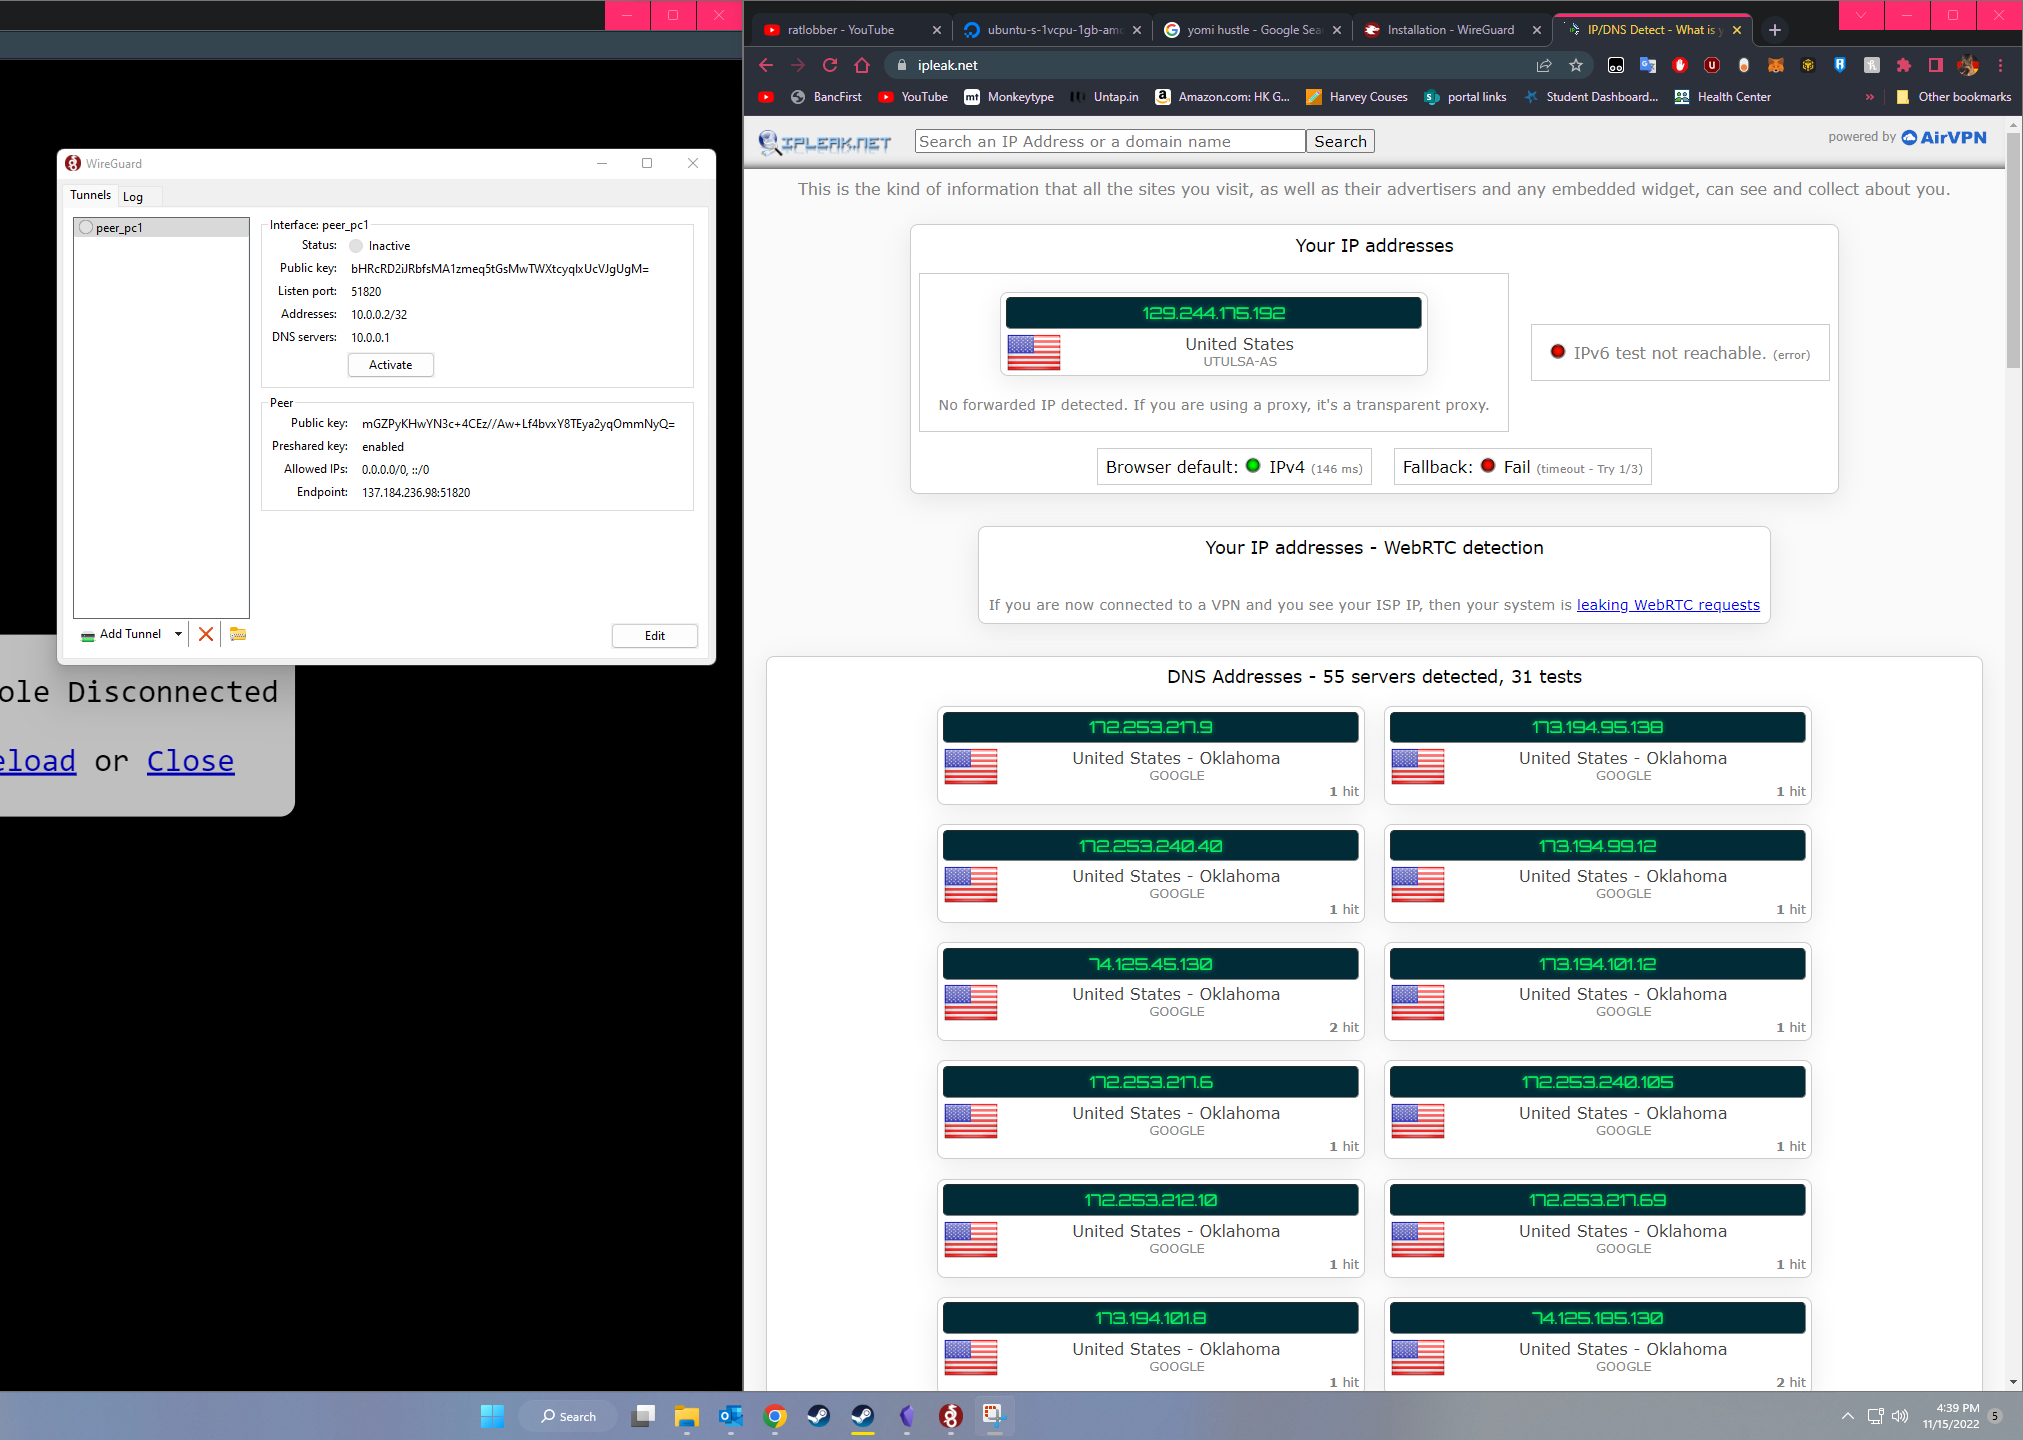 WireGuard
Tunnels
Log
peer_pc1
Interface: peer_pc1
Status: Inactive
Public key: bHRcRD2iJRbfsMA1zmeq5tGsMwTWXtcyqIxUcVJgUgM=
Listen port: 51820
Addresses: 10.0.0.2/32
DNS servers: 10.0.0.1
Activate
Peer
Public key: mGZPyKHwYN3c+4CEz//Aw+Lf4bvxY8TEya2yqOmmNyQ=
Preshared key: enabled
Allowed IPs: 0.0.0.0/0, ::/0
Endpoint: 137.184.236.98:51820
Add Tunnel
Edit
ole Disconnected
eload or Close
ratlobber - YouTube
ubuntu-s-1vcpu-1gb-amd
yomi hustle - Google Sea
Installation - WireGuard
IP/DNS Detect - What is y
ipleak.net
BancFirst
YouTube
Monkeytype
Untap.in
Amazon.com: HK G...
Harvey Couses
portal links
Student Dashboard...
Health Center
Other bookmarks
IPLEAK.NET
Search an IP Address or a domain name
Search
powered by AirVPN
This is the kind of information that all the sites you visit, as well as their advertisers and any embedded widget, can see and collect about you.
Your IP addresses
129.244.175.192
United States
UTULSA-AS
No forwarded IP detected. If you are using a proxy, it's a transparent proxy.
IPv6 test not reachable. (error)
Browser default: IPv4 (146 ms)
Fallback: Fail (timeout - Try 1/3)
Your IP addresses - WebRTC detection
If you are now connected to a VPN and you see your ISP IP, then your system is leaking WebRTC requests
DNS Addresses - 55 servers detected, 31 tests
172.253.217.9
United States - Oklahoma
GOOGLE
1 hit
173.194.95.138
United States - Oklahoma
GOOGLE
1 hit
172.253.240.40
United States - Oklahoma
GOOGLE
1 hit
173.194.99.12
United States - Oklahoma
GOOGLE
1 hit
74.125.45.130
United States - Oklahoma
GOOGLE
2 hit
173.194.101.12
United States - Oklahoma
GOOGLE
1 hit
172.253.217.6
United States - Oklahoma
GOOGLE
1 hit
172.253.240.105
United States - Oklahoma
GOOGLE
1 hit
172.253.212.10
United States - Oklahoma
GOOGLE
1 hit
172.253.217.69
United States - Oklahoma
GOOGLE
1 hit
173.194.101.8
United States - Oklahoma
GOOGLE
1 hit
74.125.185.130
United States - Oklahoma
GOOGLE
2 hit
Search
4:39 PM
11/15/2022
5